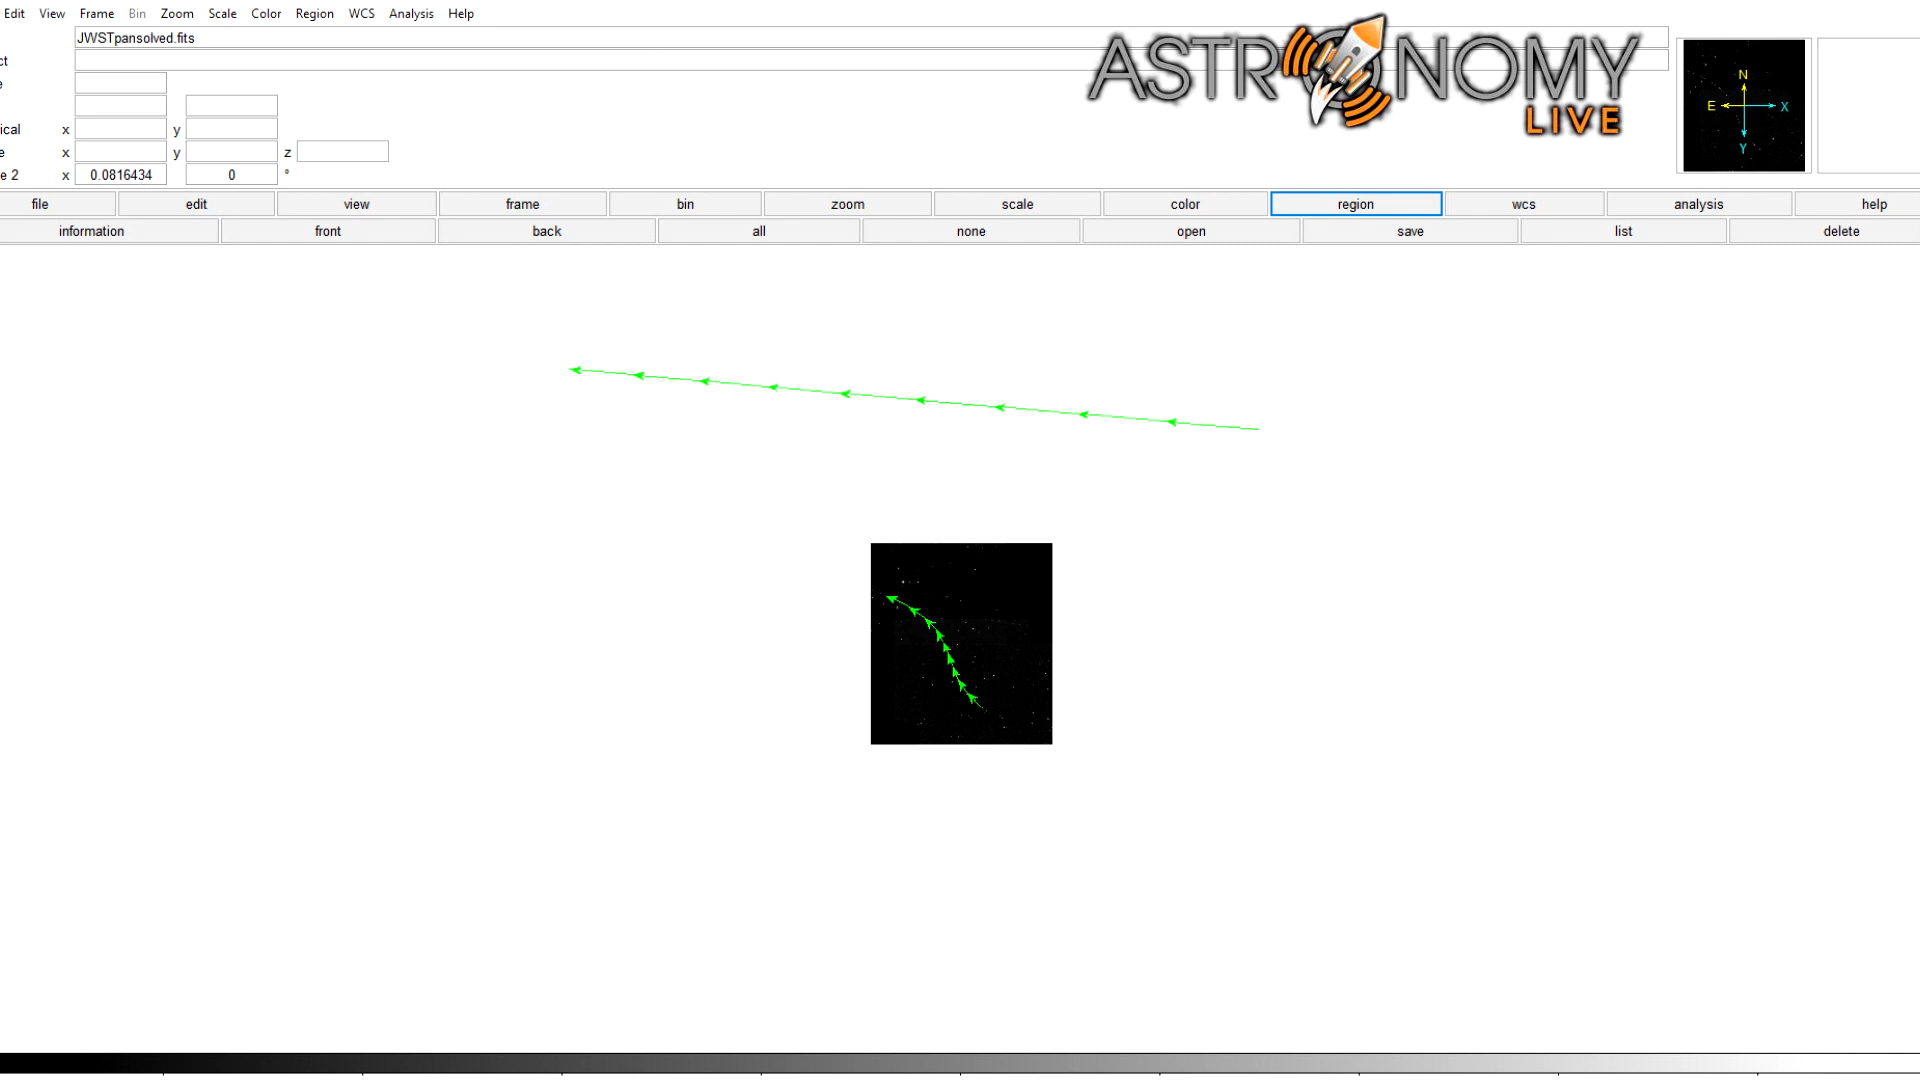 Edit View Frame Bin Zoom Scale Color Region WCS Analysis Help
JWSTpansolved.fits
ct
e
ical x y
e x y z
e 2 x 0.0816434 0 °
ASTRONOMY
LIVE
N
E X
Y
file edit view frame bin zoom scale color region wcs analysis help
information front back all none open save list delete